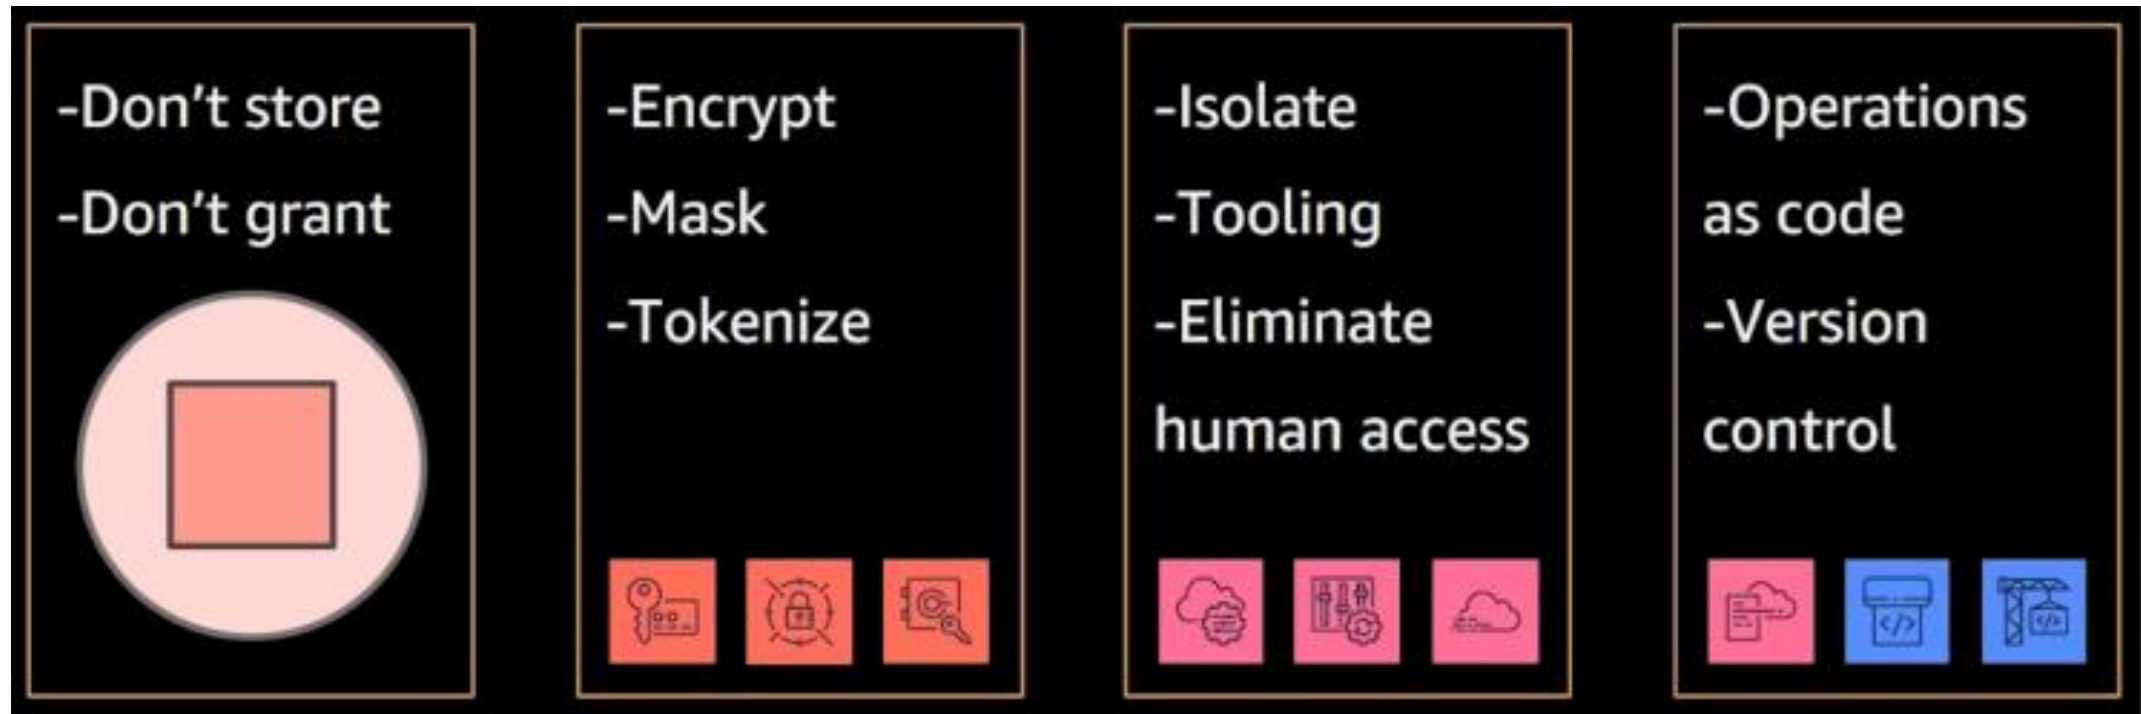 -Don't store
-Don't grant
-Encrypt
-Mask
-Tokenize
-Isolate
-Tooling
-Eliminate
human access
-Operations
as code
-Version
control